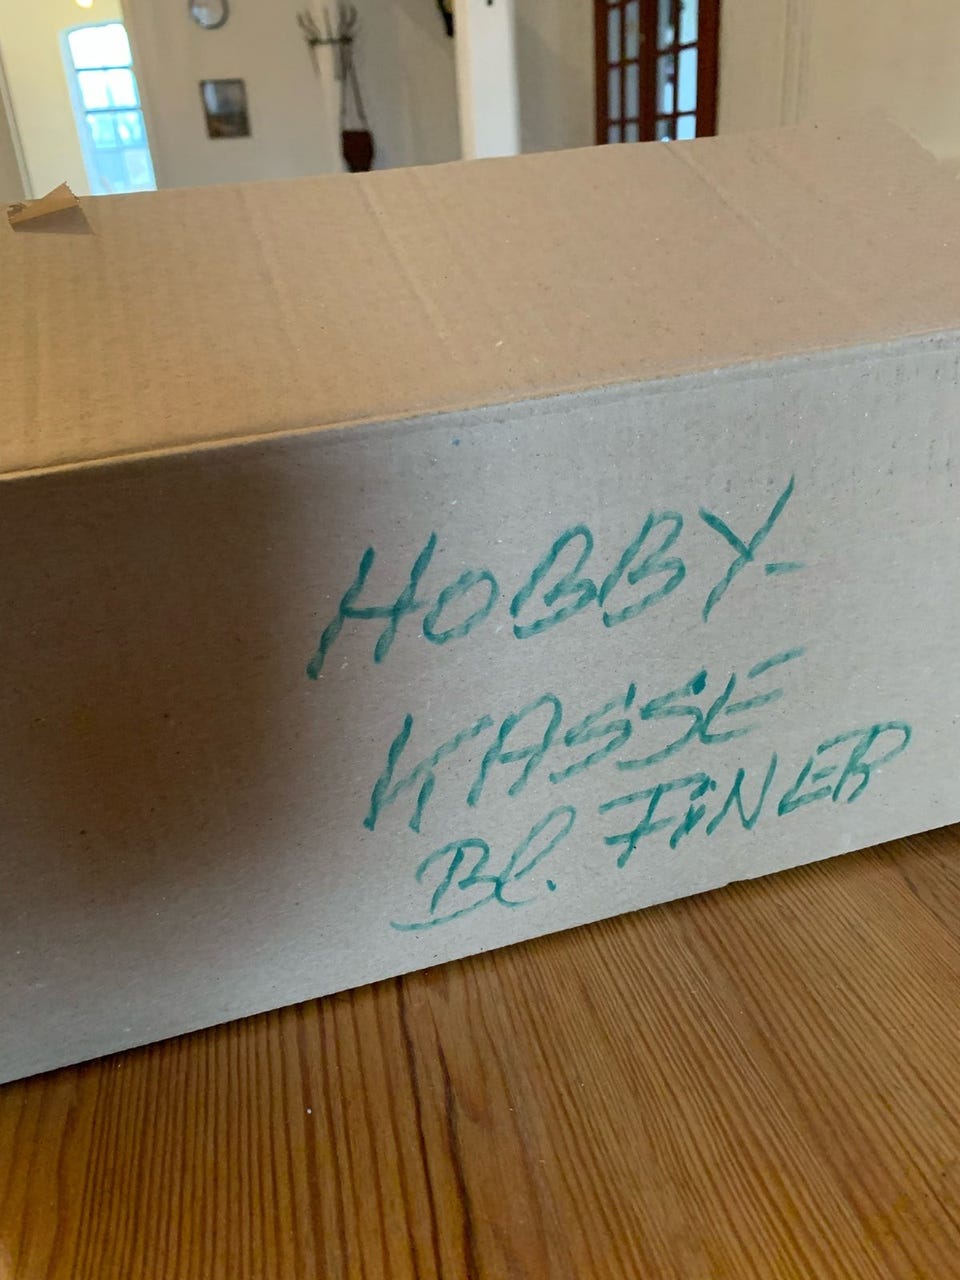 HOBBY-
KASSE
BL. FiNER